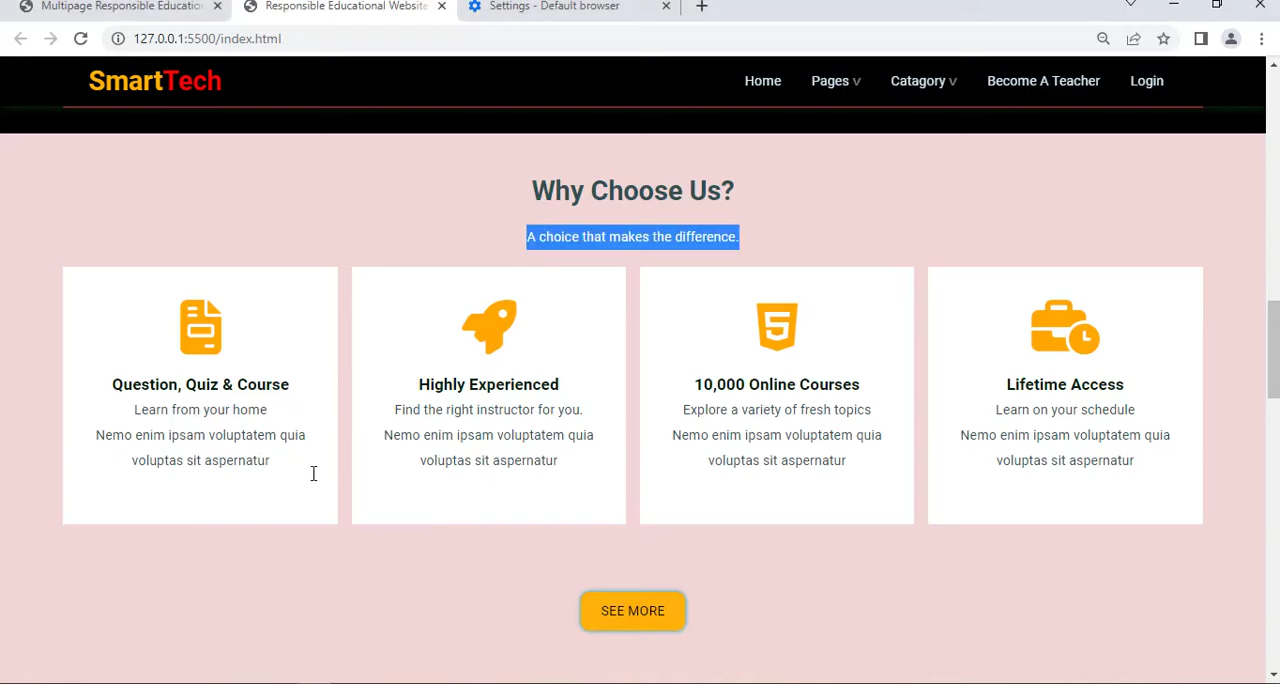 Multipage Responsible Education
Responsible Educational Website
Settings - Default browser
127.0.0.1:5500/index.html
SmartTech
Home
Pages v
Catagory v
Become A Teacher
Login
Why Choose Us?
A choice that makes the difference.
Question, Quiz & Course
Learn from your home
Nemo enim ipsam voluptatem quia
voluptas sit aspernatur
Highly Experienced
Find the right instructor for you.
Nemo enim ipsam voluptatem quia
voluptas sit aspernatur
5
10,000 Online Courses
Explore a variety of fresh topics
Nemo enim ipsam voluptatem quia
voluptas sit aspernatur
Lifetime Access
Learn on your schedule
Nemo enim ipsam voluptatem quia
voluptas sit aspernatur
SEE MORE